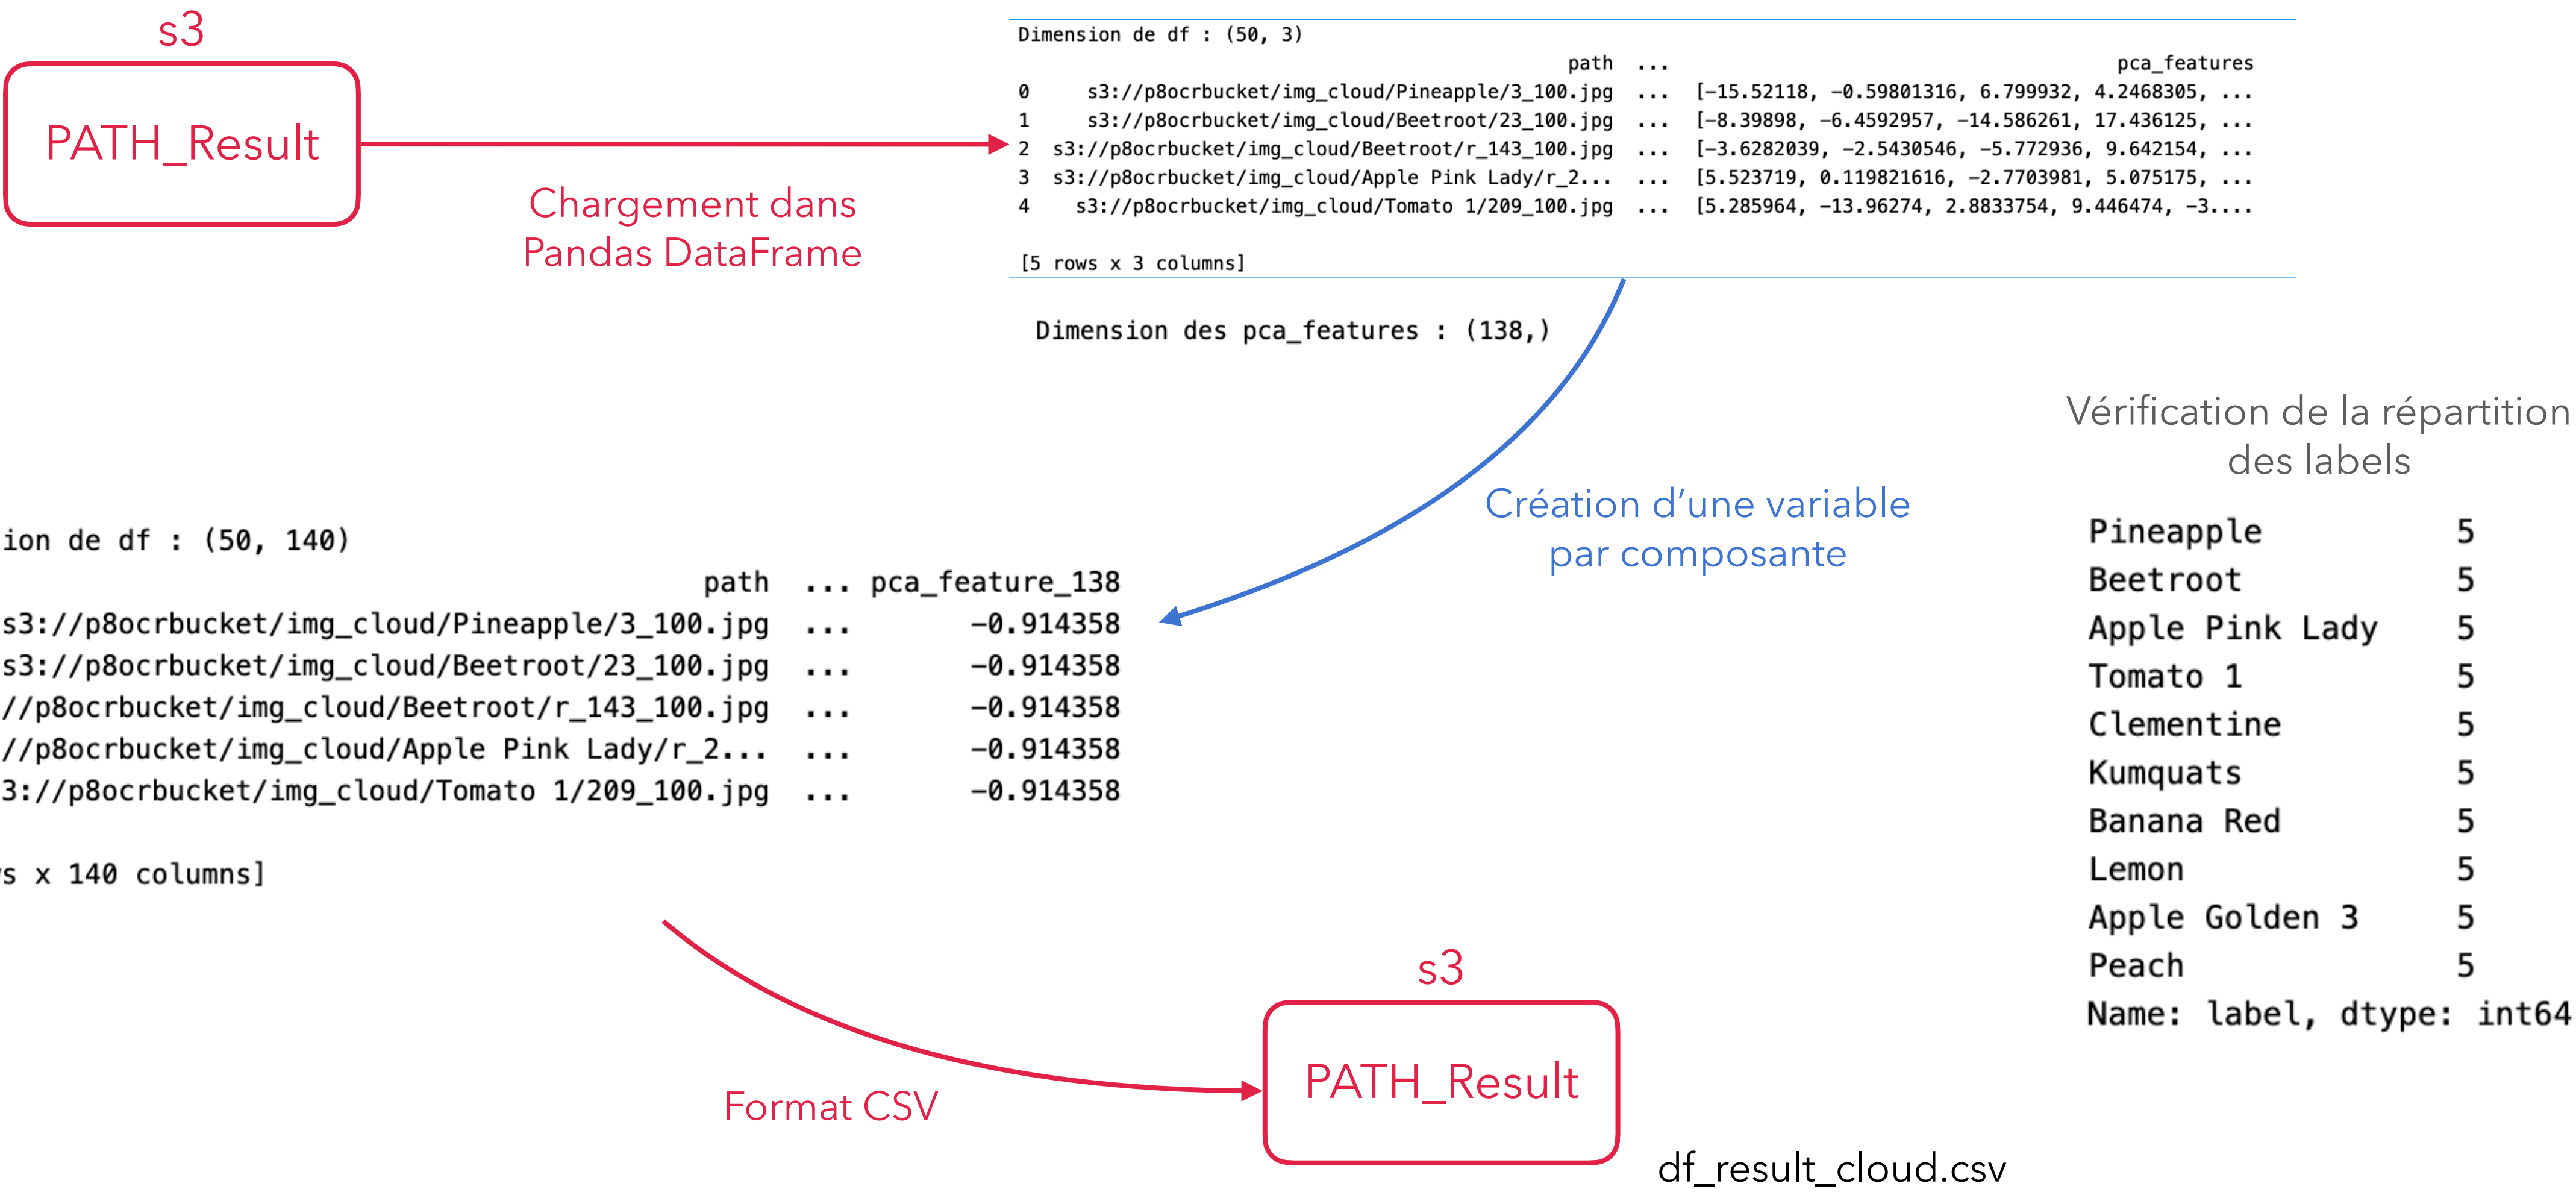 s3
PATH_Result
Chargement dans
Pandas DataFrame
Dimension de df : (50, 3)
path ... pca_features
0 s3://p8ocrbucket/img_cloud/Pineapple/3_100.jpg ... [-15.52118, -0.59801316, 6.799932, 4.2468305, ...
1 s3://p8ocrbucket/img_cloud/Beetroot/23_100.jpg ... [-8.39898, -6.4592957, -14.586261, 17.436125, ...
2 s3://p8ocrbucket/img_cloud/Beetroot/r_143_100.jpg ... [-3.6282039, -2.5430546, -5.772936, 9.642154, ...
3 s3://p8ocrbucket/img_cloud/Apple Pink Lady/r_2... ... [5.523719, 0.119821616, -2.7703981, 5.075175, ...
4 s3://p8ocrbucket/img_cloud/Tomato 1/209_100.jpg ... [5.285964, -13.96274, 2.8833754, 9.446474, -3....
[5 rows x 3 columns]
Dimension des pca_features : (138,)
Création d’une variable
par composante
ion de df : (50, 140)
path ... pca_feature_138
s3://p8ocrbucket/img_cloud/Pineapple/3_100.jpg ... -0.914358
s3://p8ocrbucket/img_cloud/Beetroot/23_100.jpg ... -0.914358
//p8ocrbucket/img_cloud/Beetroot/r_143_100.jpg ... -0.914358
//p8ocrbucket/img_cloud/Apple Pink Lady/r_2... ... -0.914358
3://p8ocrbucket/img_cloud/Tomato 1/209_100.jpg ... -0.914358
s x 140 columns]
Vérification de la répartition
des labels
Pineapple 5
Beetroot 5
Apple Pink Lady 5
Tomato 1 5
Clementine 5
Kumquats 5
Banana Red 5
Lemon 5
Apple Golden 3 5
Peach 5
Name: label, dtype: int64
Format CSV
s3
PATH_Result
df_result_cloud.csv